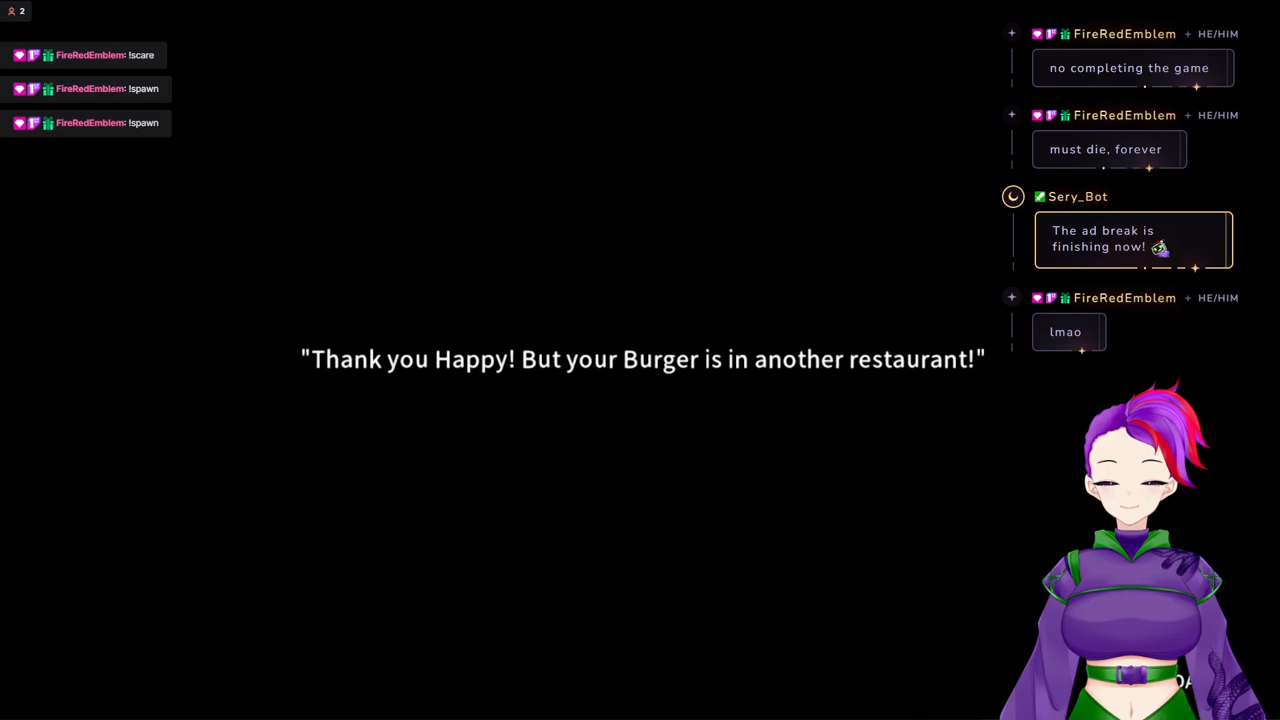 2
FireRedEmblem: !scare
FireRedEmblem: !spawn
FireRedEmblem: !spawn
"Thank you Happy! But your Burger is in another restaurant!"
FireRedEmblem HE/HIM
no completing the game
FireRedEmblem HE/HIM
must die, forever
Sery_Bot
The ad break is
finishing now!
FireRedEmblem HE/HIM
lmao